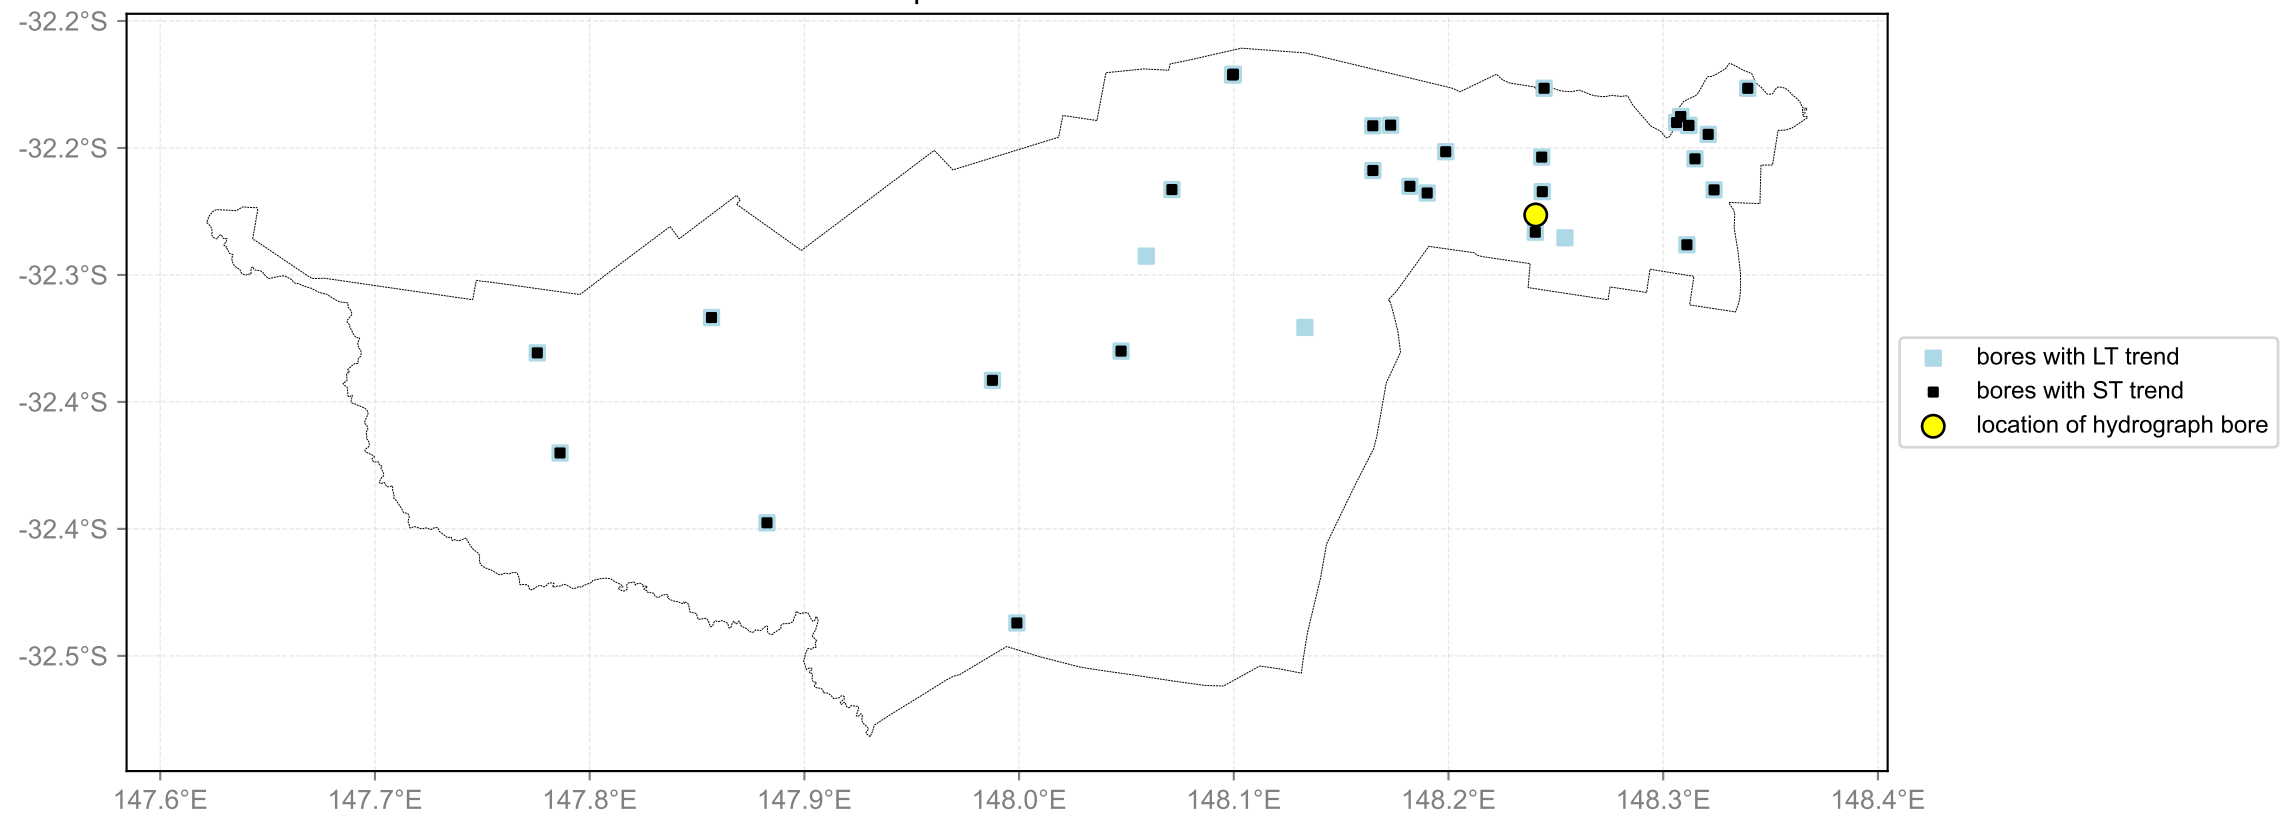 -32.2°S
-32.2°S
-32.3°S
-32.4°S
-32.4°S
-32.5°S
147.6°E 147.7°E 147.8°E 147.9°E 148.0°E 148.1°E 148.2°E 148.3°E 148.4°E
bores with LT trend
bores with ST trend
location of hydrograph bore